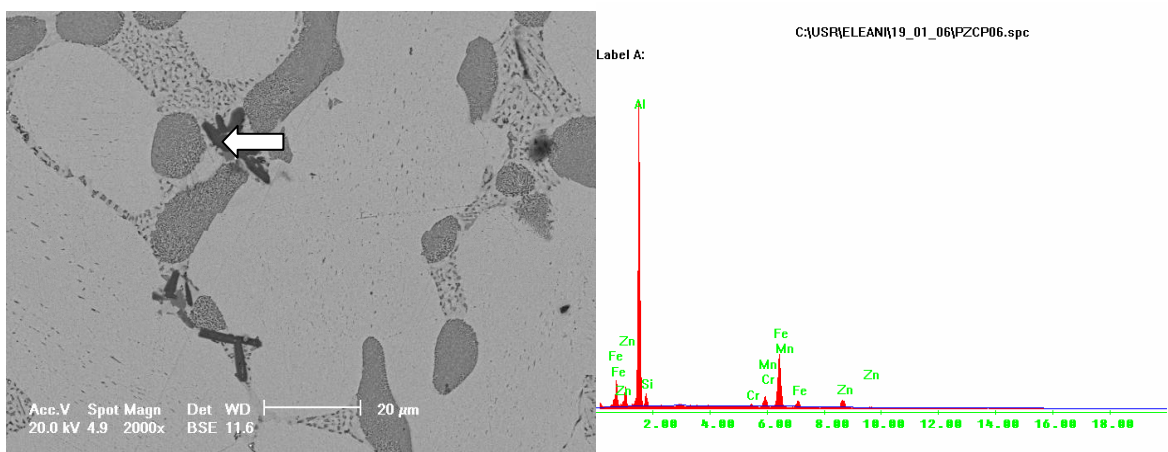 Acc.V Spot Magn Det WD 20 µm
20.0 kV 4.9 2000x BSE 11.6
C:\USR\ELEANI\19_01_06\PZCP06.spc
Label A:
Al
Fe
Zn
Mn
Fe
Mn
Fe
Cr
Zn
Si
Zn
Cr
Fe
Zn
2.00 4.00 6.00 8.00 10.00 12.00 14.00 16.00 18.00